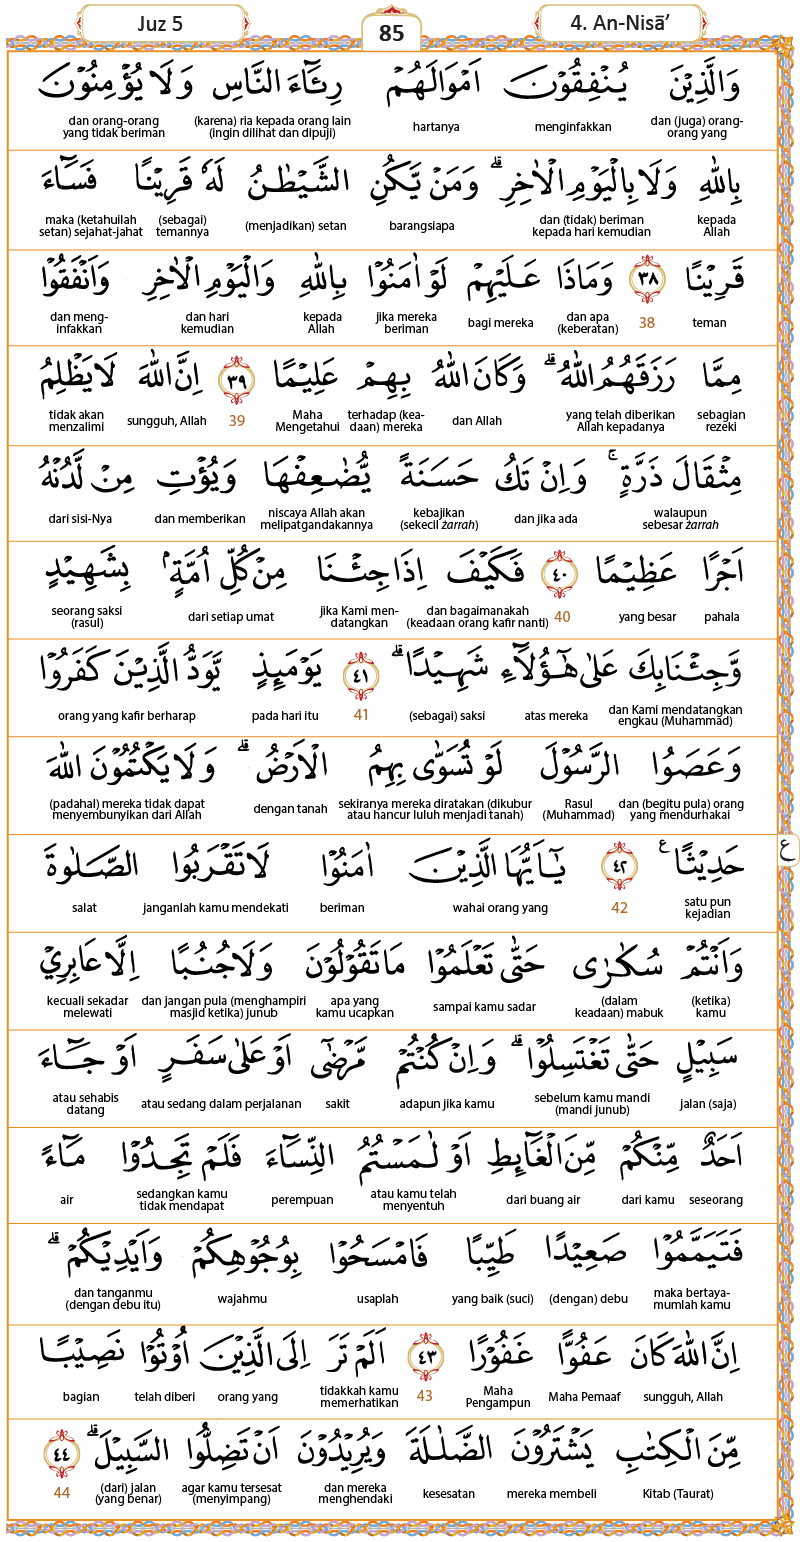 Juz 5
85
4. An-Nisā’
وَالَّذِيْنَ يُنْفِقُوْنَ اَمْوَالَهُمْ رِئَاۤءَ النَّاسِ وَلَا يُؤْمِنُوْنَ
dan (juga) orang-orang yang menginfakkan hartanya (karena) ria kepada orang lain (ingin dilihat dan dipuji) dan orang-orang yang tidak beriman
بِاللّٰهِ وَلَا بِالْيَوْمِ الْاٰخِرِ ۗ وَمَنْ يَّكُنِ الشَّيْطٰنُ لَهٗ قَرِيْنًا فَسَاۤءَ
kepada Allah dan (tidak) beriman kepada hari kemudian barangsiapa (menjadikan) setan (sebagai) temannya maka (ketahuilah setan) sejahat-jahat
قَرِيْنًا ٣٨ وَمَاذَا عَلَيْهِمْ لَوْ اٰمَنُوْا بِاللّٰهِ وَالْيَوْمِ الْاٰخِرِ وَاَنْفَقُوْا
teman 38 dan apa (keberatan) bagi mereka jika mereka beriman kepada Allah dan hari kemudian dan meng-infakkan
مِمَّا رَزَقَهُمُ اللّٰهُ ۗ وَكَانَ اللّٰهُ بِهِمْ عَلِيْمًا ٣٩ اِنَّ اللّٰهَ لَا يَظْلِمُ
sebagian rezeki yang telah diberikan Allah kepadanya dan Allah terhadap (kea-daan) mereka Maha Mengetahui 39 sungguh, Allah tidak akan menzalimi
مِثْقَالَ ذَرَّةٍ ۚ وَاِنْ تَكُ حَسَنَةً يُّضٰعِفْهَا وَيُؤْتِ مِنْ لَّدُنْهُ
walaupun sebesar żarrah dan jika ada kebajikan (sekecil żarrah) niscaya Allah akan melipatgandakannya dan memberikan dari sisi-Nya
اَجْرًا عَظِيْمًا ٤٠ فَكَيْفَ اِذَا جِئْنَا مِنْ كُلِّ اُمَّةٍ ۢ بِشَهِيْدٍ
pahala yang besar 40 dan bagaimanakah (keadaan orang kafir nanti) jika Kami men-datangkan dari setiap umat seorang saksi (rasul)
وَّجِئْنَا بِكَ عَلٰى هٰٓؤُلَاۤءِ شَهِيْدًا ۗ ٤١ يَوْمَىِٕذٍ يَّوَدُّ الَّذِيْنَ كَفَرُوْا
dan Kami mendatangkan engkau (Muhammad) atas mereka (sebagai) saksi 41 pada hari itu orang yang kafir berharap
وَعَصَوُا الرَّسُوْلَ لَوْ تُسَوّٰى بِهِمُ الْاَرْضُ ۗ وَلَا يَكْتُمُوْنَ اللّٰهَ
dan (begitu pula) orang yang mendurhakai Rasul (Muhammad) sekiranya mereka diratakan (dikubur atau hancur luluh menjadi tanah) dengan tanah (padahal) mereka tidak dapat menyembunyikan dari Allah
حَدِيْثًا ࣖ ٤٢ يٰٓاَيُّهَا الَّذِيْنَ اٰمَنُوْا لَا تَقْرَبُوا الصَّلٰوةَ
ع
satu pun kejadian 42 wahai orang yang beriman janganlah kamu mendekati salat
وَاَنْتُمْ سُكَارٰى حَتّٰى تَعْلَمُوْا مَا تَقُوْلُوْنَ وَلَا جُنُبًا اِلَّا عَابِرِيْ
(ketika) kamu (dalam keadaan) mabuk sampai kamu sadar apa yang kamu ucapkan dan jangan pula (menghampiri masjid ketika) junub kecuali sekadar melewati
سَبِيْلٍ حَتّٰى تَغْتَسِلُوْا ۗ وَاِنْ كُنْتُمْ مَّرْضٰٓى اَوْ عَلٰى سَفَرٍ اَوْ جَاۤءَ
jalan (saja) sebelum kamu mandi (mandi junub) adapun jika kamu sakit atau sedang dalam perjalanan atau sehabis datang
اَحَدٌ مِّنْكُمْ مِّنَ الْغَاۤىِٕطِ اَوْ لٰمَسْتُمُ النِّسَاۤءَ فَلَمْ تَجِدُوْا مَاۤءً
seseorang dari kamu dari buang air atau kamu telah menyentuh perempuan sedangkan kamu tidak mendapat air
فَتَيَمَّمُوْا صَعِيْدًا طَيِّبًا فَامْسَحُوْا بِوُجُوْهِكُمْ وَاَيْدِيْكُمْ ۗ
maka bertaya-mumlah kamu (dengan) debu yang baik (suci) usaplah wajahmu dan tanganmu (dengan debu itu)
اِنَّ اللّٰهَ كَانَ عَفُوًّا غَفُوْرًا ٤٣ اَلَمْ تَرَ اِلَى الَّذِيْنَ اُوْتُوْا نَصِيْبًا
sungguh, Allah Maha Pemaaf Maha Pengampun 43 tidakkah kamu memerhatikan orang yang telah diberi bagian
مِّنَ الْكِتٰبِ يَشْتَرُوْنَ الضَّلٰلَةَ وَيُرِيْدُوْنَ اَنْ تَضِلُّوا السَّبِيْلَ ۗ ٤٤
Kitab (Taurat) mereka membeli kesesatan dan mereka menghendaki agar kamu tersesat (menyimpang) (dari) jalan (yang benar) 44